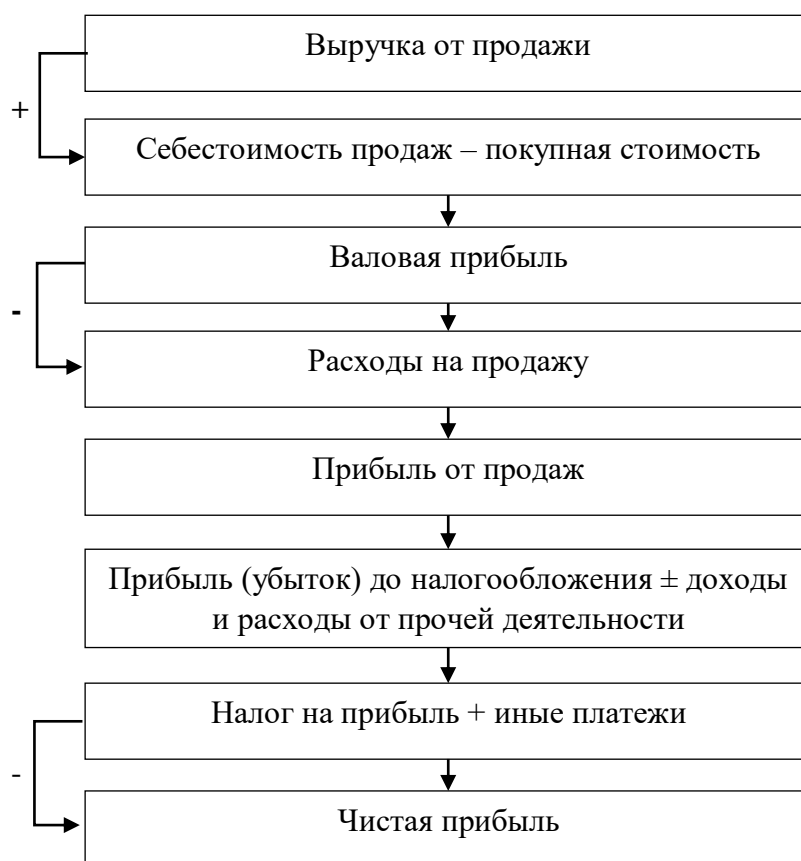 Выручка от продажи
+
Себестоимость продаж – покупная стоимость
Валовая прибыль
-
Расходы на продажу
Прибыль от продаж
Прибыль (убыток) до налогообложения ± доходы
и расходы от прочей деятельности
Налог на прибыль + иные платежи
-
Чистая прибыль